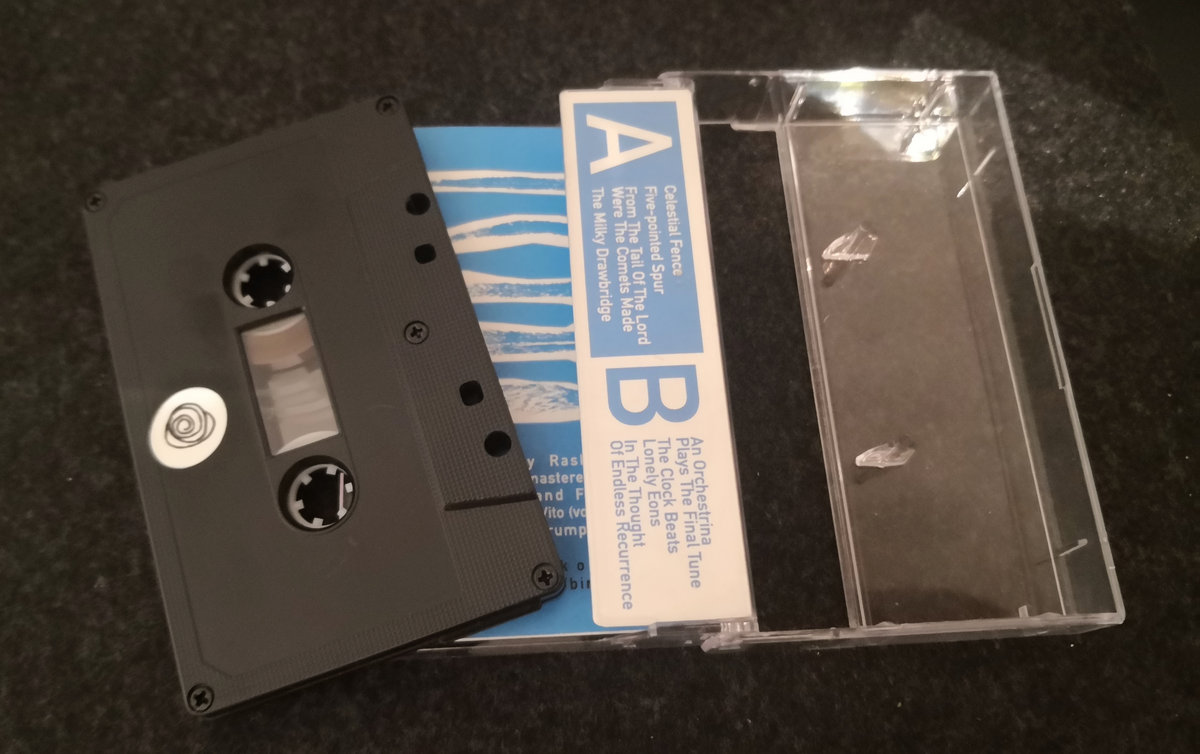 A
Celestial Fence
Five-pointed Spur
From The Tail Of The Lord
Were The Comets Made
The Milky Drawbridge
B
An Orchestrina
Plays The Final Tune
The Clock Beats
Lonely Eons
In The Thought
Of Endless Recurrence
and F